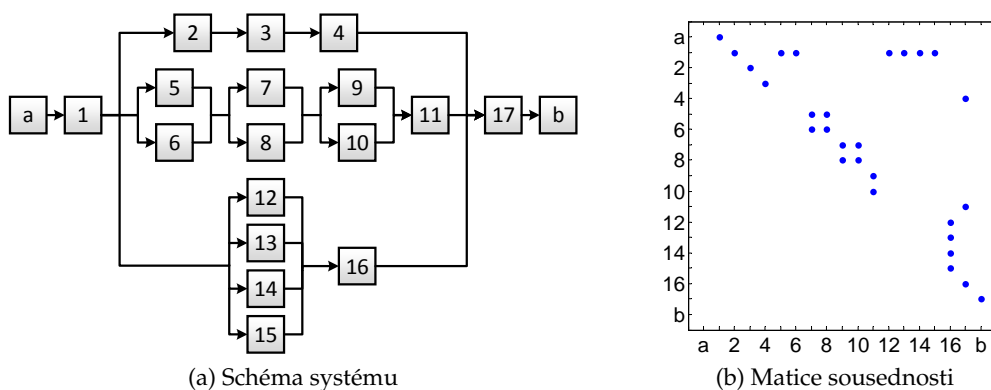 2 3 4
5 7 9
a 1 11 17 b
6 8 10
12
13
16
14
15
(a) Schéma systému
a
2
4
6
8
10
12
14
16
b
a 2 4 6 8 10 12 14 16 b
(b) Matice sousednosti